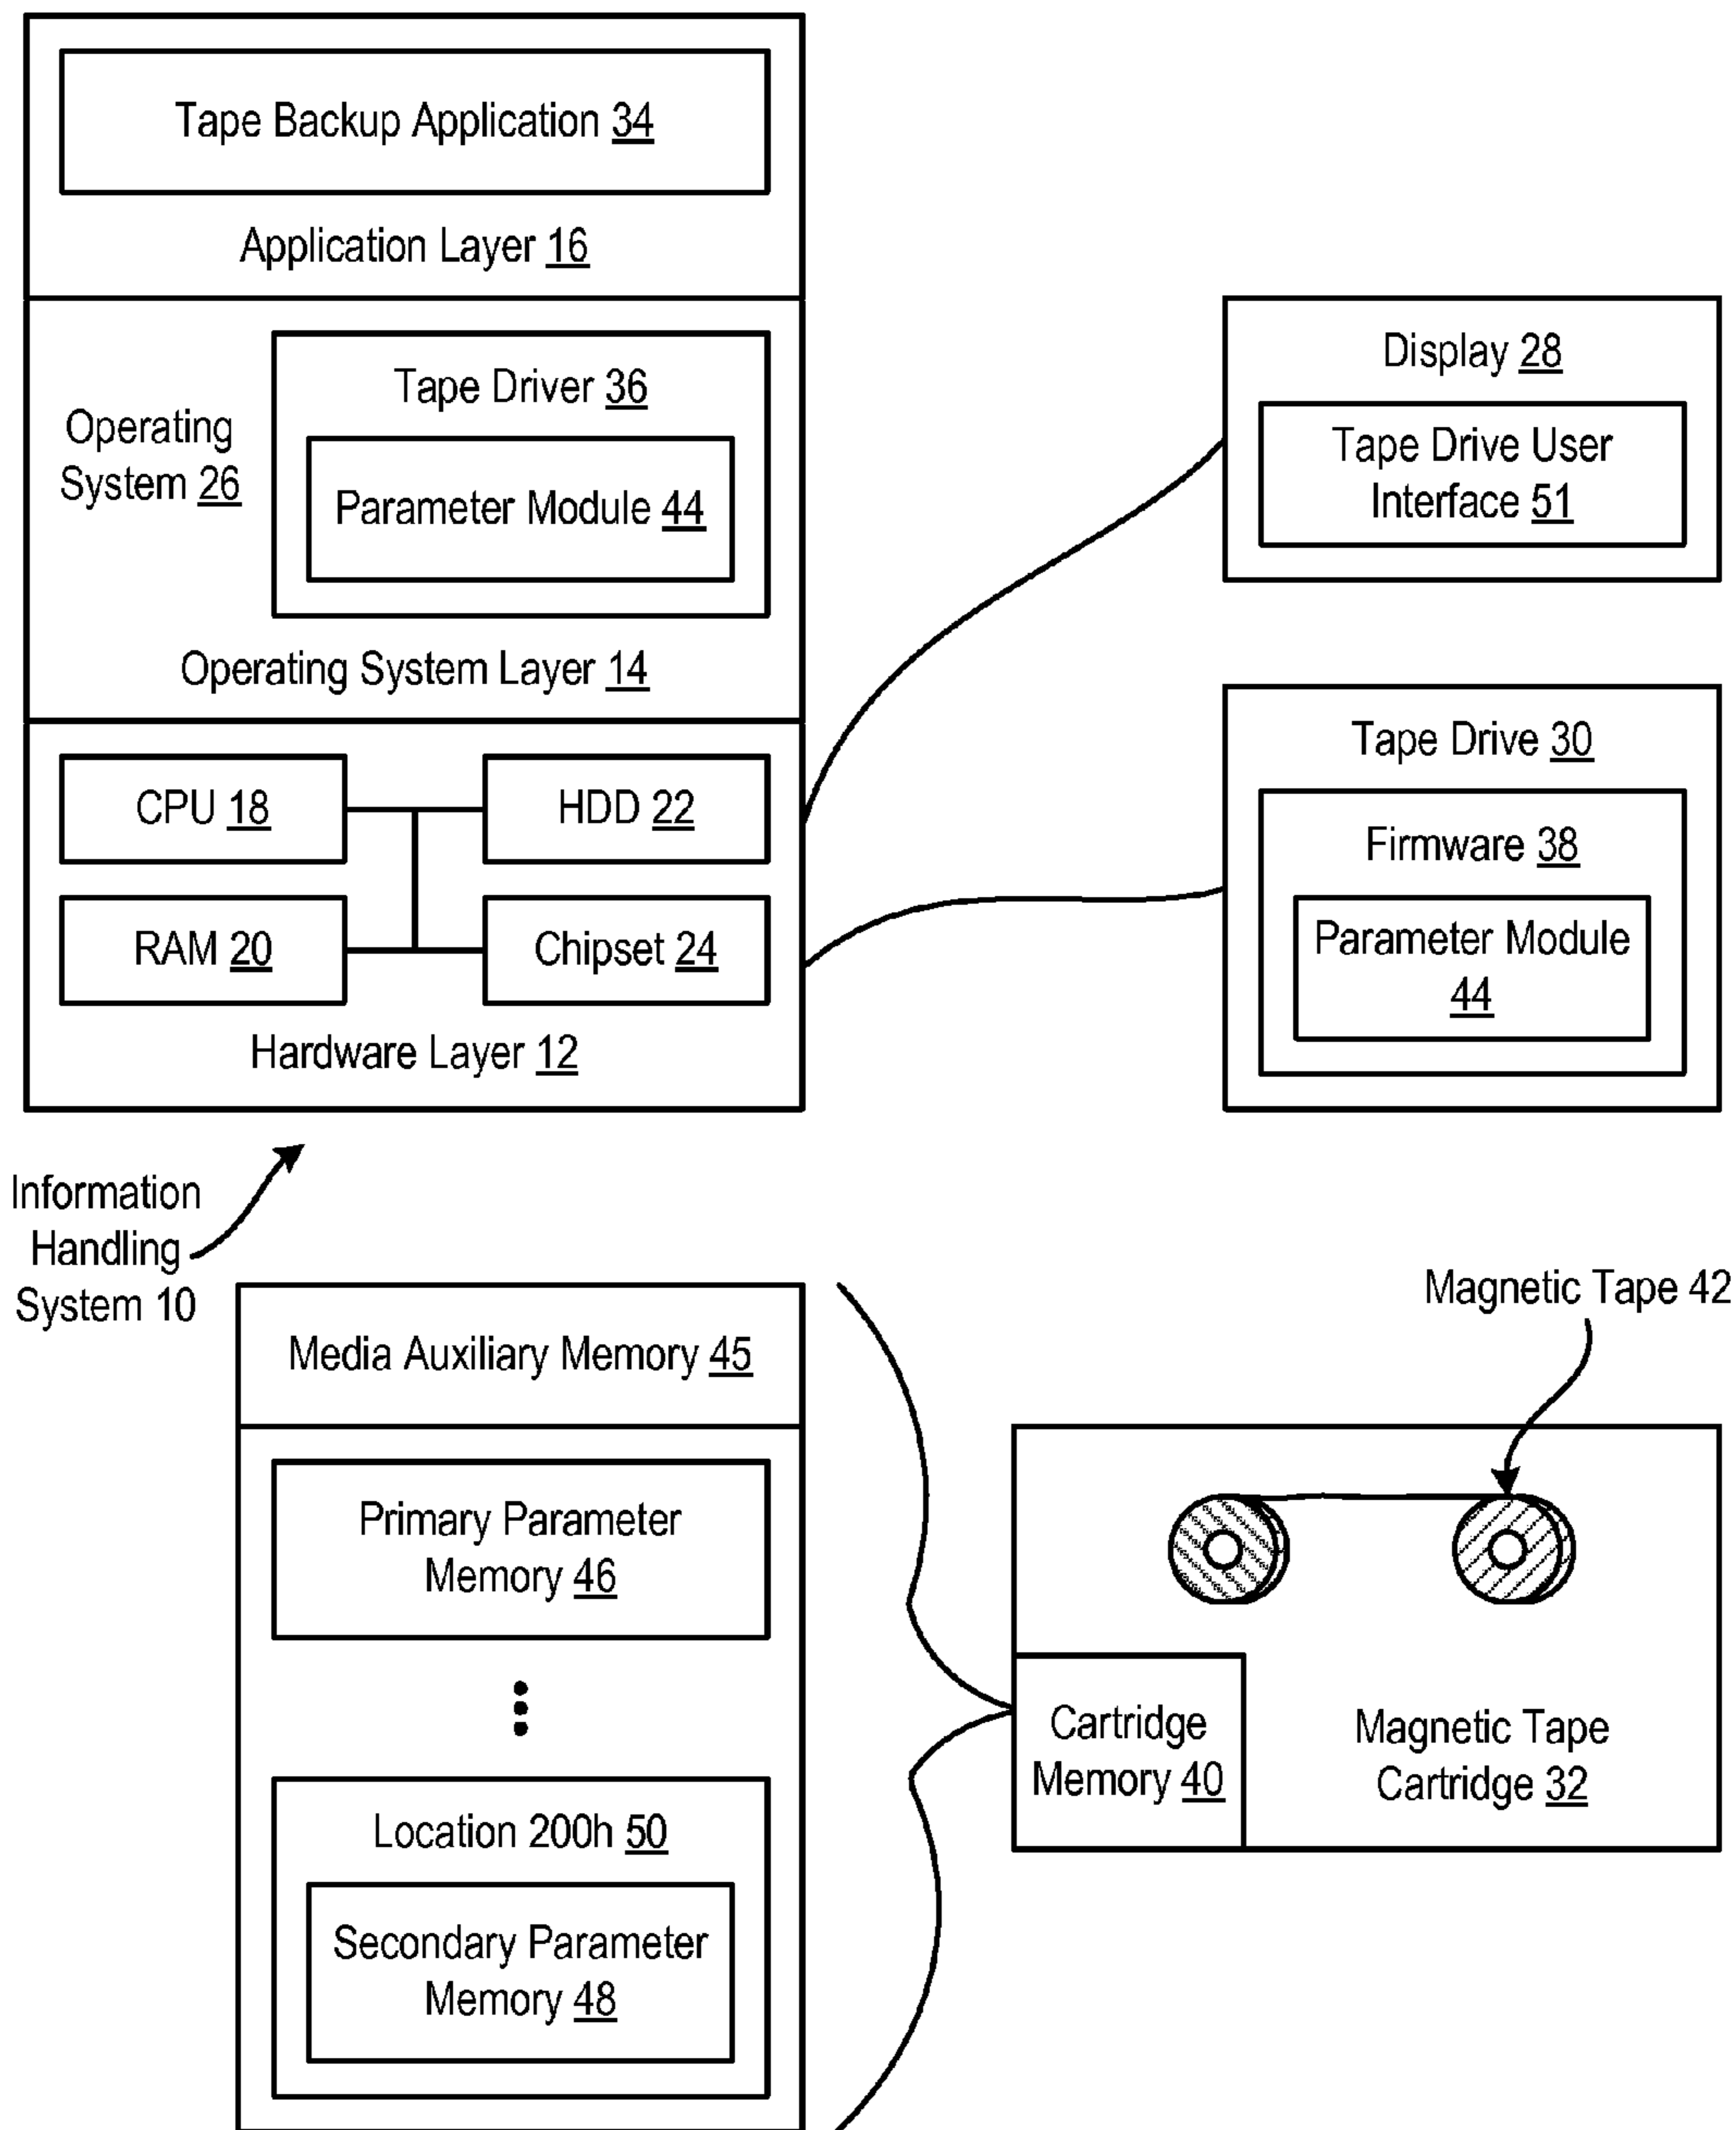 Tape Backup Application 34
Application Layer 16
Operating
System 26
Tape Driver 36
Parameter Module 44
Operating System Layer 14
CPU 18
HDD 22
RAM 20
Chipset 24
Hardware Layer 12
Display 28
Tape Drive User
Interface 51
Tape Drive 30
Firmware 38
Parameter Module
44
Information
Handling
System 10
Media Auxiliary Memory 45
Primary Parameter
Memory 46
Location 200h 50
Secondary Parameter
Memory 48
Magnetic Tape 42
Cartridge
Memory 40
Magnetic Tape
Cartridge 32